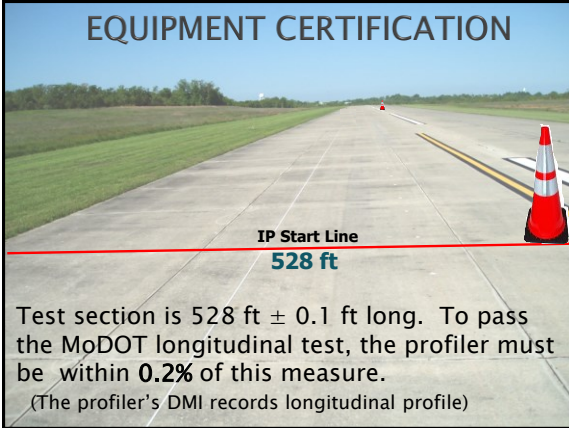 EQUIPMENT CERTIFICATION
IP Start Line
528 ft
Test section is 528 ft ± 0.1 ft long. To pass
the MoDOT longitudinal test, the profiler must
be within 0.2% of this measure.
(The profiler's DMI records longitudinal profile)